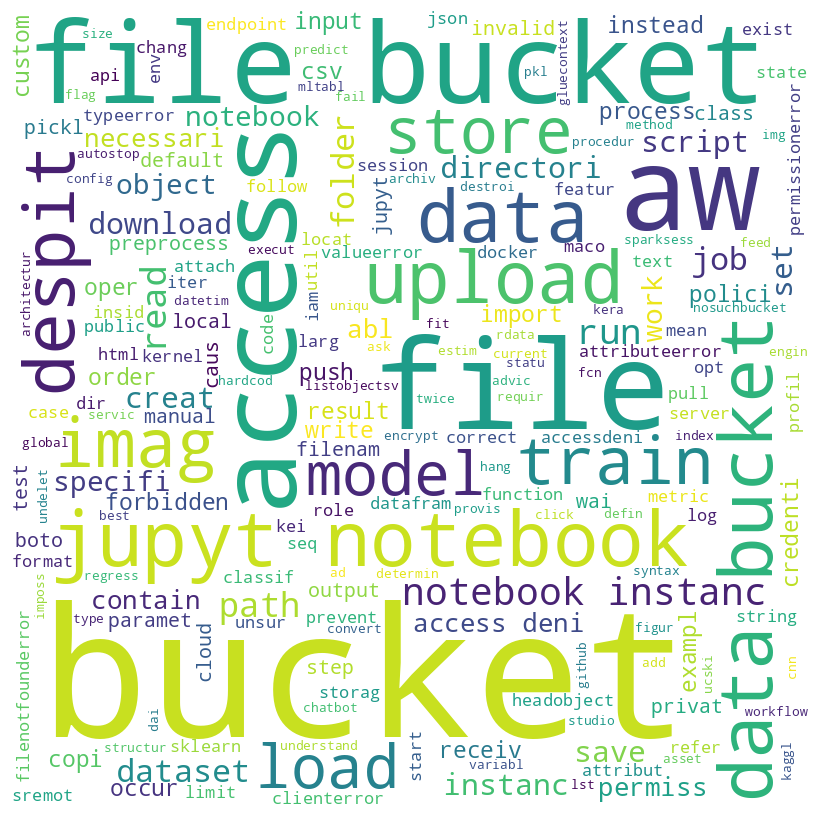 size endpoint json invalid instead exist
custom file bucket
chang input
predict
api env csv mltabl pkl gluecontext state
flag fail
typeerror notebook store process class
pickl necessari folder script method procedur img permissionerror
autostop default access session directori
config object follow jupyt archiv destroi featur data aw
despit download preprocess locat valueerror docker maco sparksess feed
attach text job set
architectur oper read iter execut iam util upload polici
insid datetim uniqu kera nosuchbucket
public local code abl import run work mean
html kernel caus larg ask fit rdata current statu attributeerror engin
order push file estim opt
dir creat hardcod listobjectsv advic fcn pull profil
case servic manual result twice requir server
global write encrypt correct accessdeni index bucket
imag filenam model hang train
test specifi
undelet forbidden role datafram function wai metric credenti
best kei provis click defin log
boto jupyt notebook
format seq
regress classif ad determin syntax
imposs contain output notebook instanc
type paramet path prevent convert access deni string
filenotfounderror cloud unsur figur exampl add cnn
bucket step github ucski
storag headobject privat
dai chatbot studio workflow
structur sklearn understand start receiv save refer data
copi load variabl asset kaggl
dataset attribut
sremot occur limit clienterror instanc lst permiss